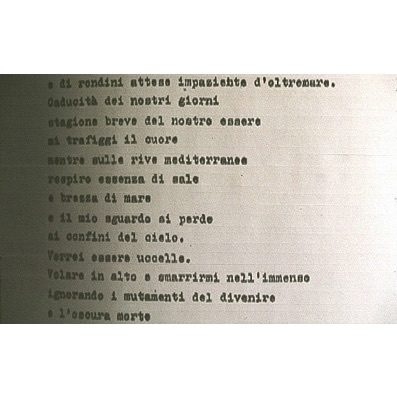 e di rondini attese impaziente d'oltremare.
Caducità dei nostri giorni
stagione breve del nostro essere
mi trafiggi il cuore
mentre sulle rive mediterranee
respiro essenza di sale
e brezza di mare
e il mio sguardo si perde
ai confini del cielo.
Vorrei essere uccello.
Volare in alto e smarrirmi nell'immenso
ignorando i mutamenti del divenire
e l'oscura morte